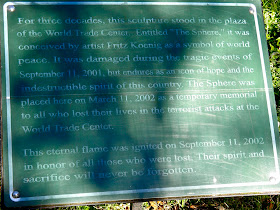 For three decades, this sculpture stood in the plaza
of the World Trade Center. Entitled "The Sphere," it was
conceived by artist Fritz Koenig as a symbol of world
peace. It was damaged during the tragic events of
September 11, 2001, but endures as an icon of hope and the
indestructible spirit of this country. The Sphere was
placed here on March 11, 2002 as a temporary memorial
to all who lost their lives in the terrorist attacks at the
World Trade Center.
This eternal flame was ignited on September 11, 2002
in honor of all those who were lost. Their spirit and
sacrifice will never be forgotten.